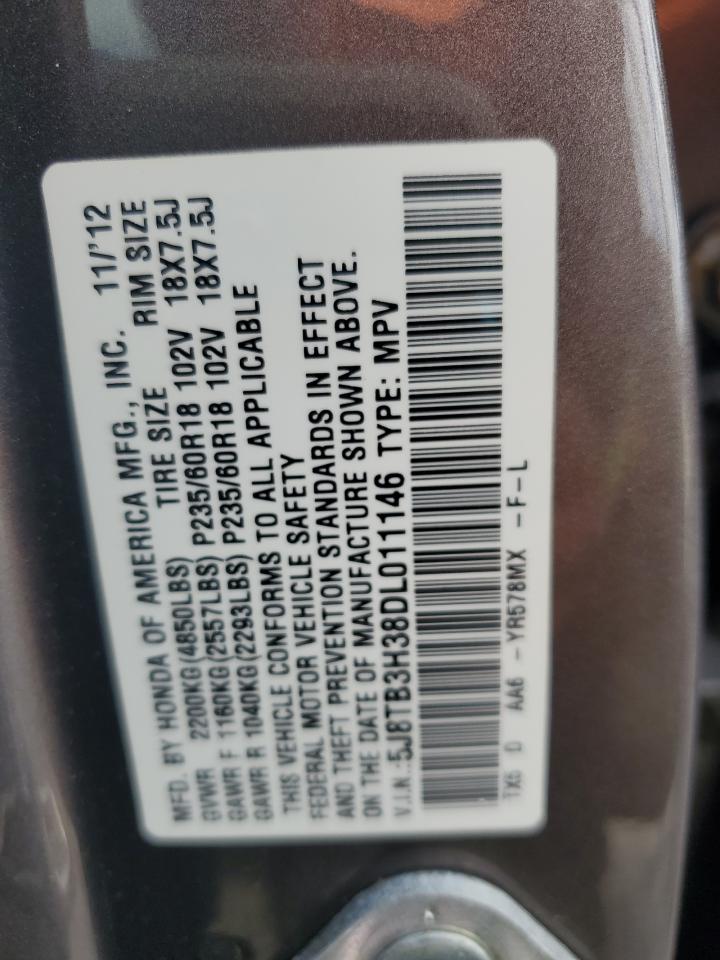 MFD. BY HONDA OF AMERICA MFG., INC. 11/'12
TIRE SIZE RIM SIZE
GVWR 2200KG(4850LBS)
GAWR F 1160KG(2557LBS) P235/60R18 102V 18X7.5J
GAWR R 1040KG(2293LBS) P235/60R18 102V 18X7.5J
THIS VEHICLE CONFORMS TO ALL APPLICABLE
FEDERAL MOTOR VEHICLE SAFETY
AND THEFT PREVENTION STANDARDS IN EFFECT
ON THE DATE OF MANUFACTURE SHOWN ABOVE.
V.I.N.:5J8TB3H38DL011146 TYPE: MPV
TX6 D AA6 -YR578MX -F-L